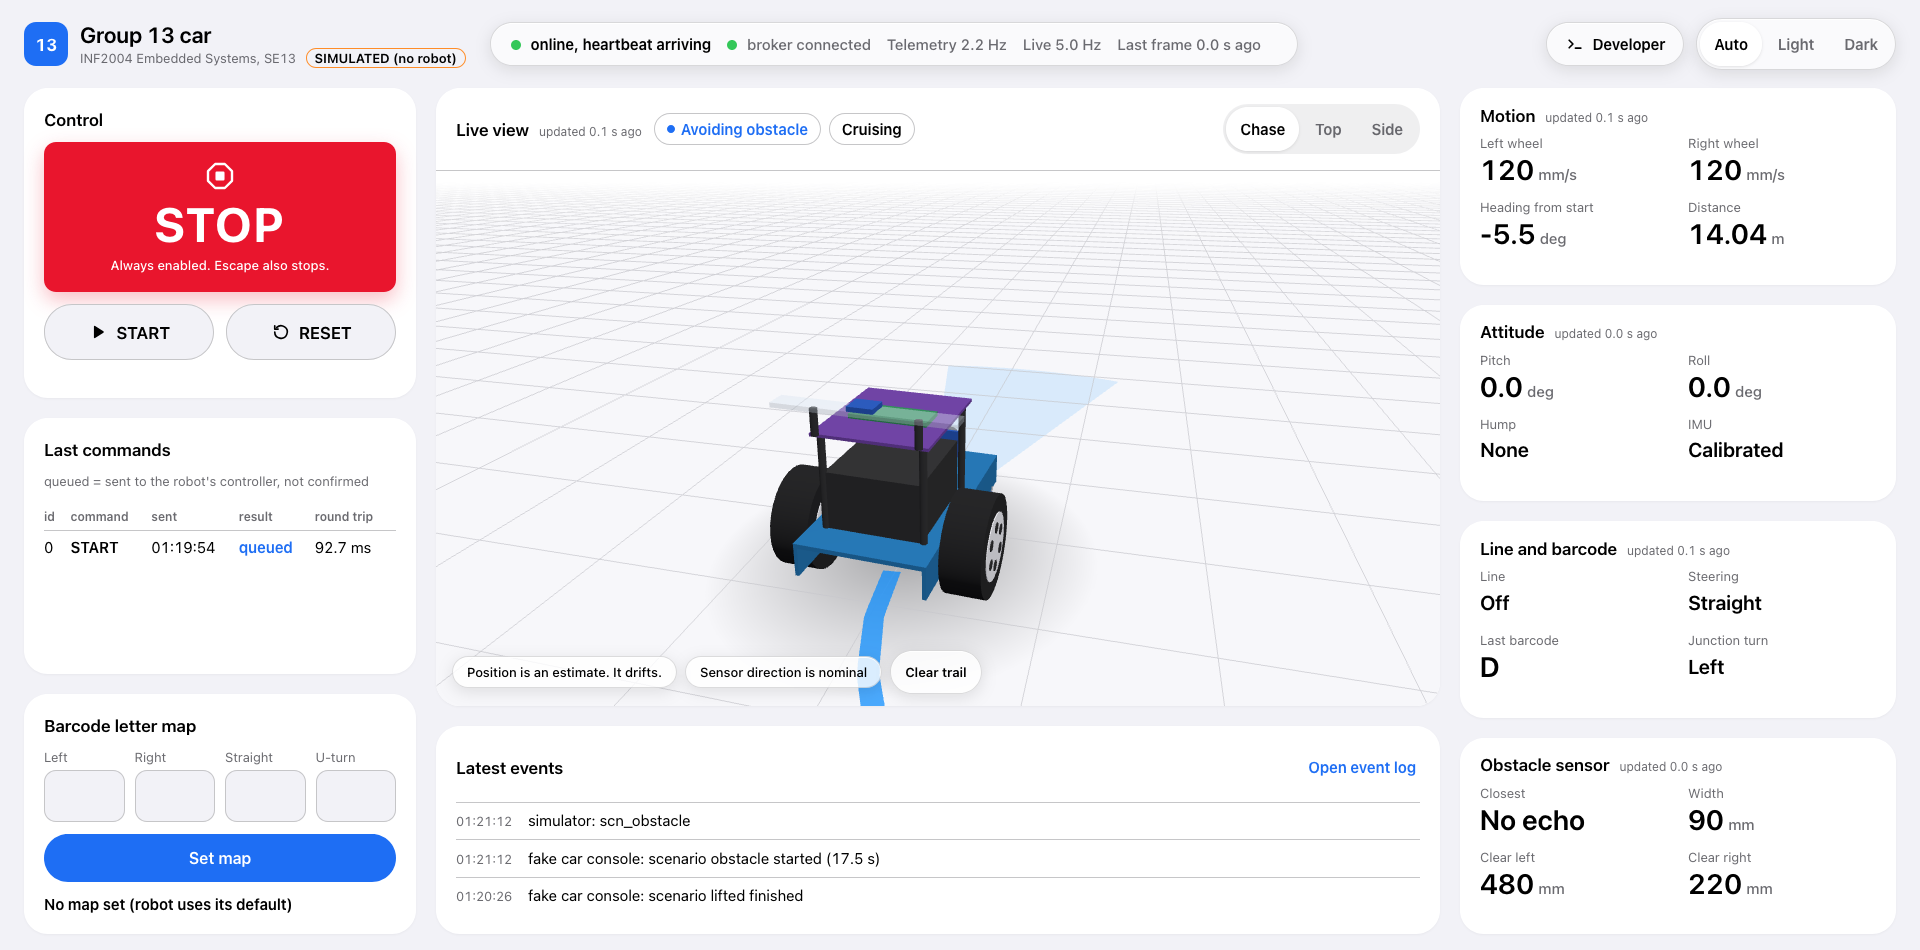 13
Group 13 car
INF2004 Embedded Systems, SE13
SIMULATED (no robot)
online, heartbeat arriving
broker connected
Telemetry 2.2 Hz
Live 5.0 Hz
Last frame 0.0 s ago
Developer
Auto
Light
Dark
Control
STOP
Always enabled. Escape also stops.
START
RESET
Last commands
queued = sent to the robot's controller, not confirmed
id command sent result round trip
0 START 01:19:54 queued 92.7 ms
Barcode letter map
Left Right Straight U-turn
Set map
No map set (robot uses its default)
Live view updated 0.1 s ago
Avoiding obstacle
Cruising
Chase
Top
Side
Position is an estimate. It drifts.
Sensor direction is nominal
Clear trail
Latest events
Open event log
01:21:12 simulator: scn_obstacle
01:21:12 fake car console: scenario obstacle started (17.5 s)
01:20:26 fake car console: scenario lifted finished
Motion updated 0.1 s ago
Left wheel Right wheel
120 mm/s 120 mm/s
Heading from start Distance
-5.5 deg 14.04 m
Attitude updated 0.0 s ago
Pitch Roll
0.0 deg 0.0 deg
Hump IMU
None Calibrated
Line and barcode updated 0.1 s ago
Line Steering
Off Straight
Last barcode Junction turn
D Left
Obstacle sensor updated 0.0 s ago
Closest Width
No echo 90 mm
Clear left Clear right
480 mm 220 mm